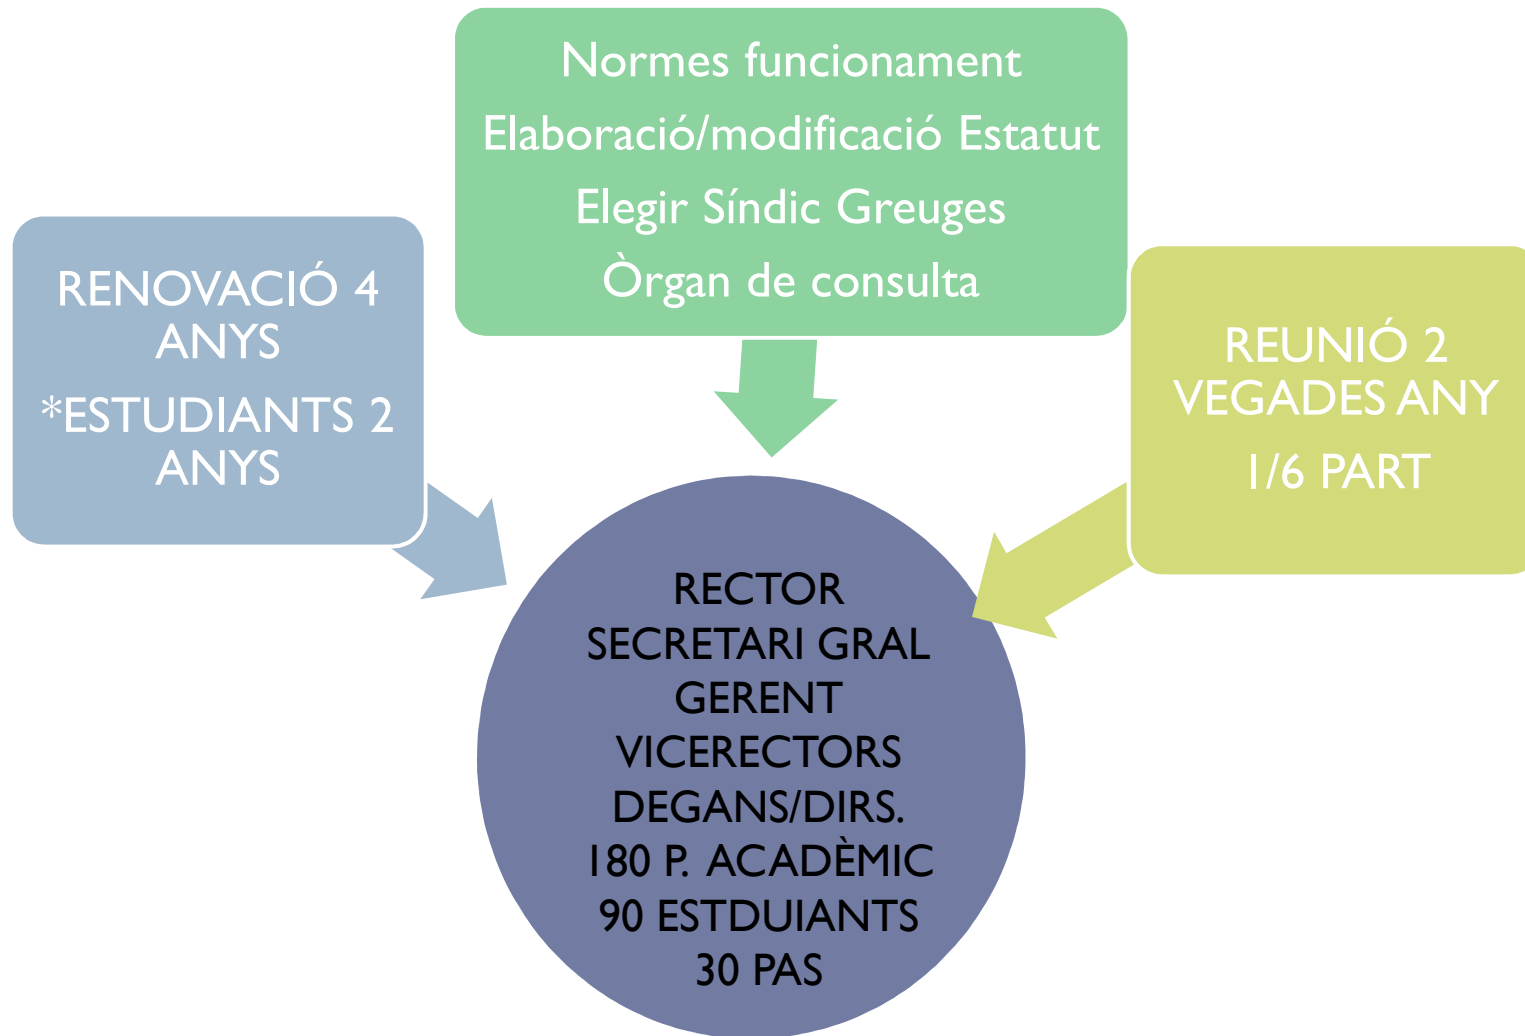 Normes funcionament
Elaboració/modificació Estatut
Elegir Síndic Greuges
Òrgan de consulta
RENOVACIÓ 4
ANYS
*ESTUDIANTS 2
ANYS
REUNIÓ 2
VEGADES ANY
1/6 PART
RECTOR
SECRETARI GRAL
GERENT
VICERECTORS
DEGANS/DIRS.
180 P. ACADÈMIC
90 ESTDUIANTS
30 PAS